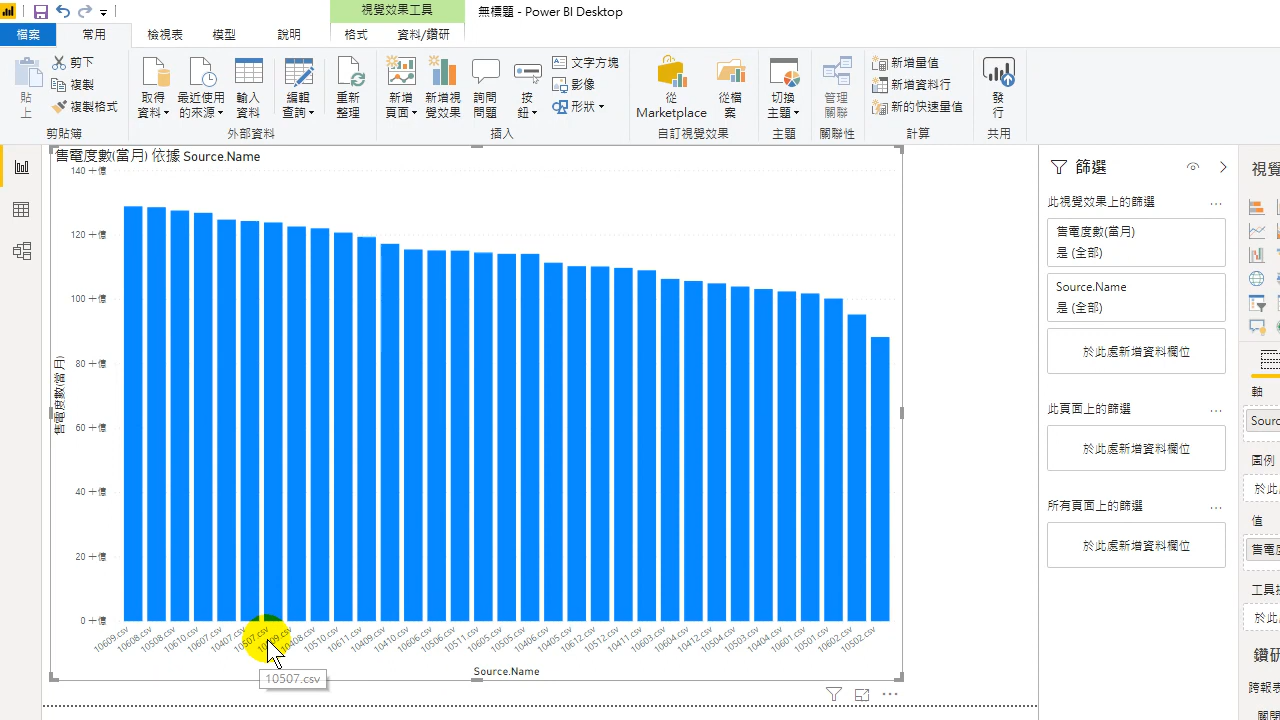 視覺效果工具
無標題 - Power BI Desktop
檔案
常用
檢視表
模型
說明
格式
資料/鑽研
貼上
剪下
複製
複製格式
剪貼簿
取得資料
最近使用的來源
輸入資料
編輯查詢
重新整理
外部資料
新增頁面
新增視覺效果
詢問問題
按鈕
文字方塊
影像
形狀
插入
從 Marketplace
從檔案
自訂視覺效果
切換主題
主題
管理關聯
關聯性
新增量值
新增資料行
新的快速量值
計算
發行
共用
售電度數(當月) 依據 Source.Name
140 十億
120 十億
100 十億
80 十億
60 十億
40 十億
20 十億
0 十億
售電度數(當月)
10609.csv
10608.csv
10508.csv
10610.csv
10607.csv
10407.csv
10507.csv
10509.csv
10408.csv
10510.csv
10611.csv
10409.csv
10410.csv
10606.csv
10506.csv
10511.csv
10605.csv
10505.csv
10406.csv
10612.csv
10512.csv
10411.csv
10603.csv
10604.csv
10412.csv
10504.csv
10503.csv
10404.csv
10601.csv
10501.csv
10602.csv
10502.csv
Source.Name
10507.csv
篩選
此視覺效果上的篩選
售電度數(當月)
是 (全部)
Source.Name
是 (全部)
於此處新增資料欄位
此頁面上的篩選
於此處新增資料欄位
所有頁面上的篩選
於此處新增資料欄位
視覺
軸
Sourc
圖例
於此
值
售電度
工具提
於此
鑽研
跨報表
關閉